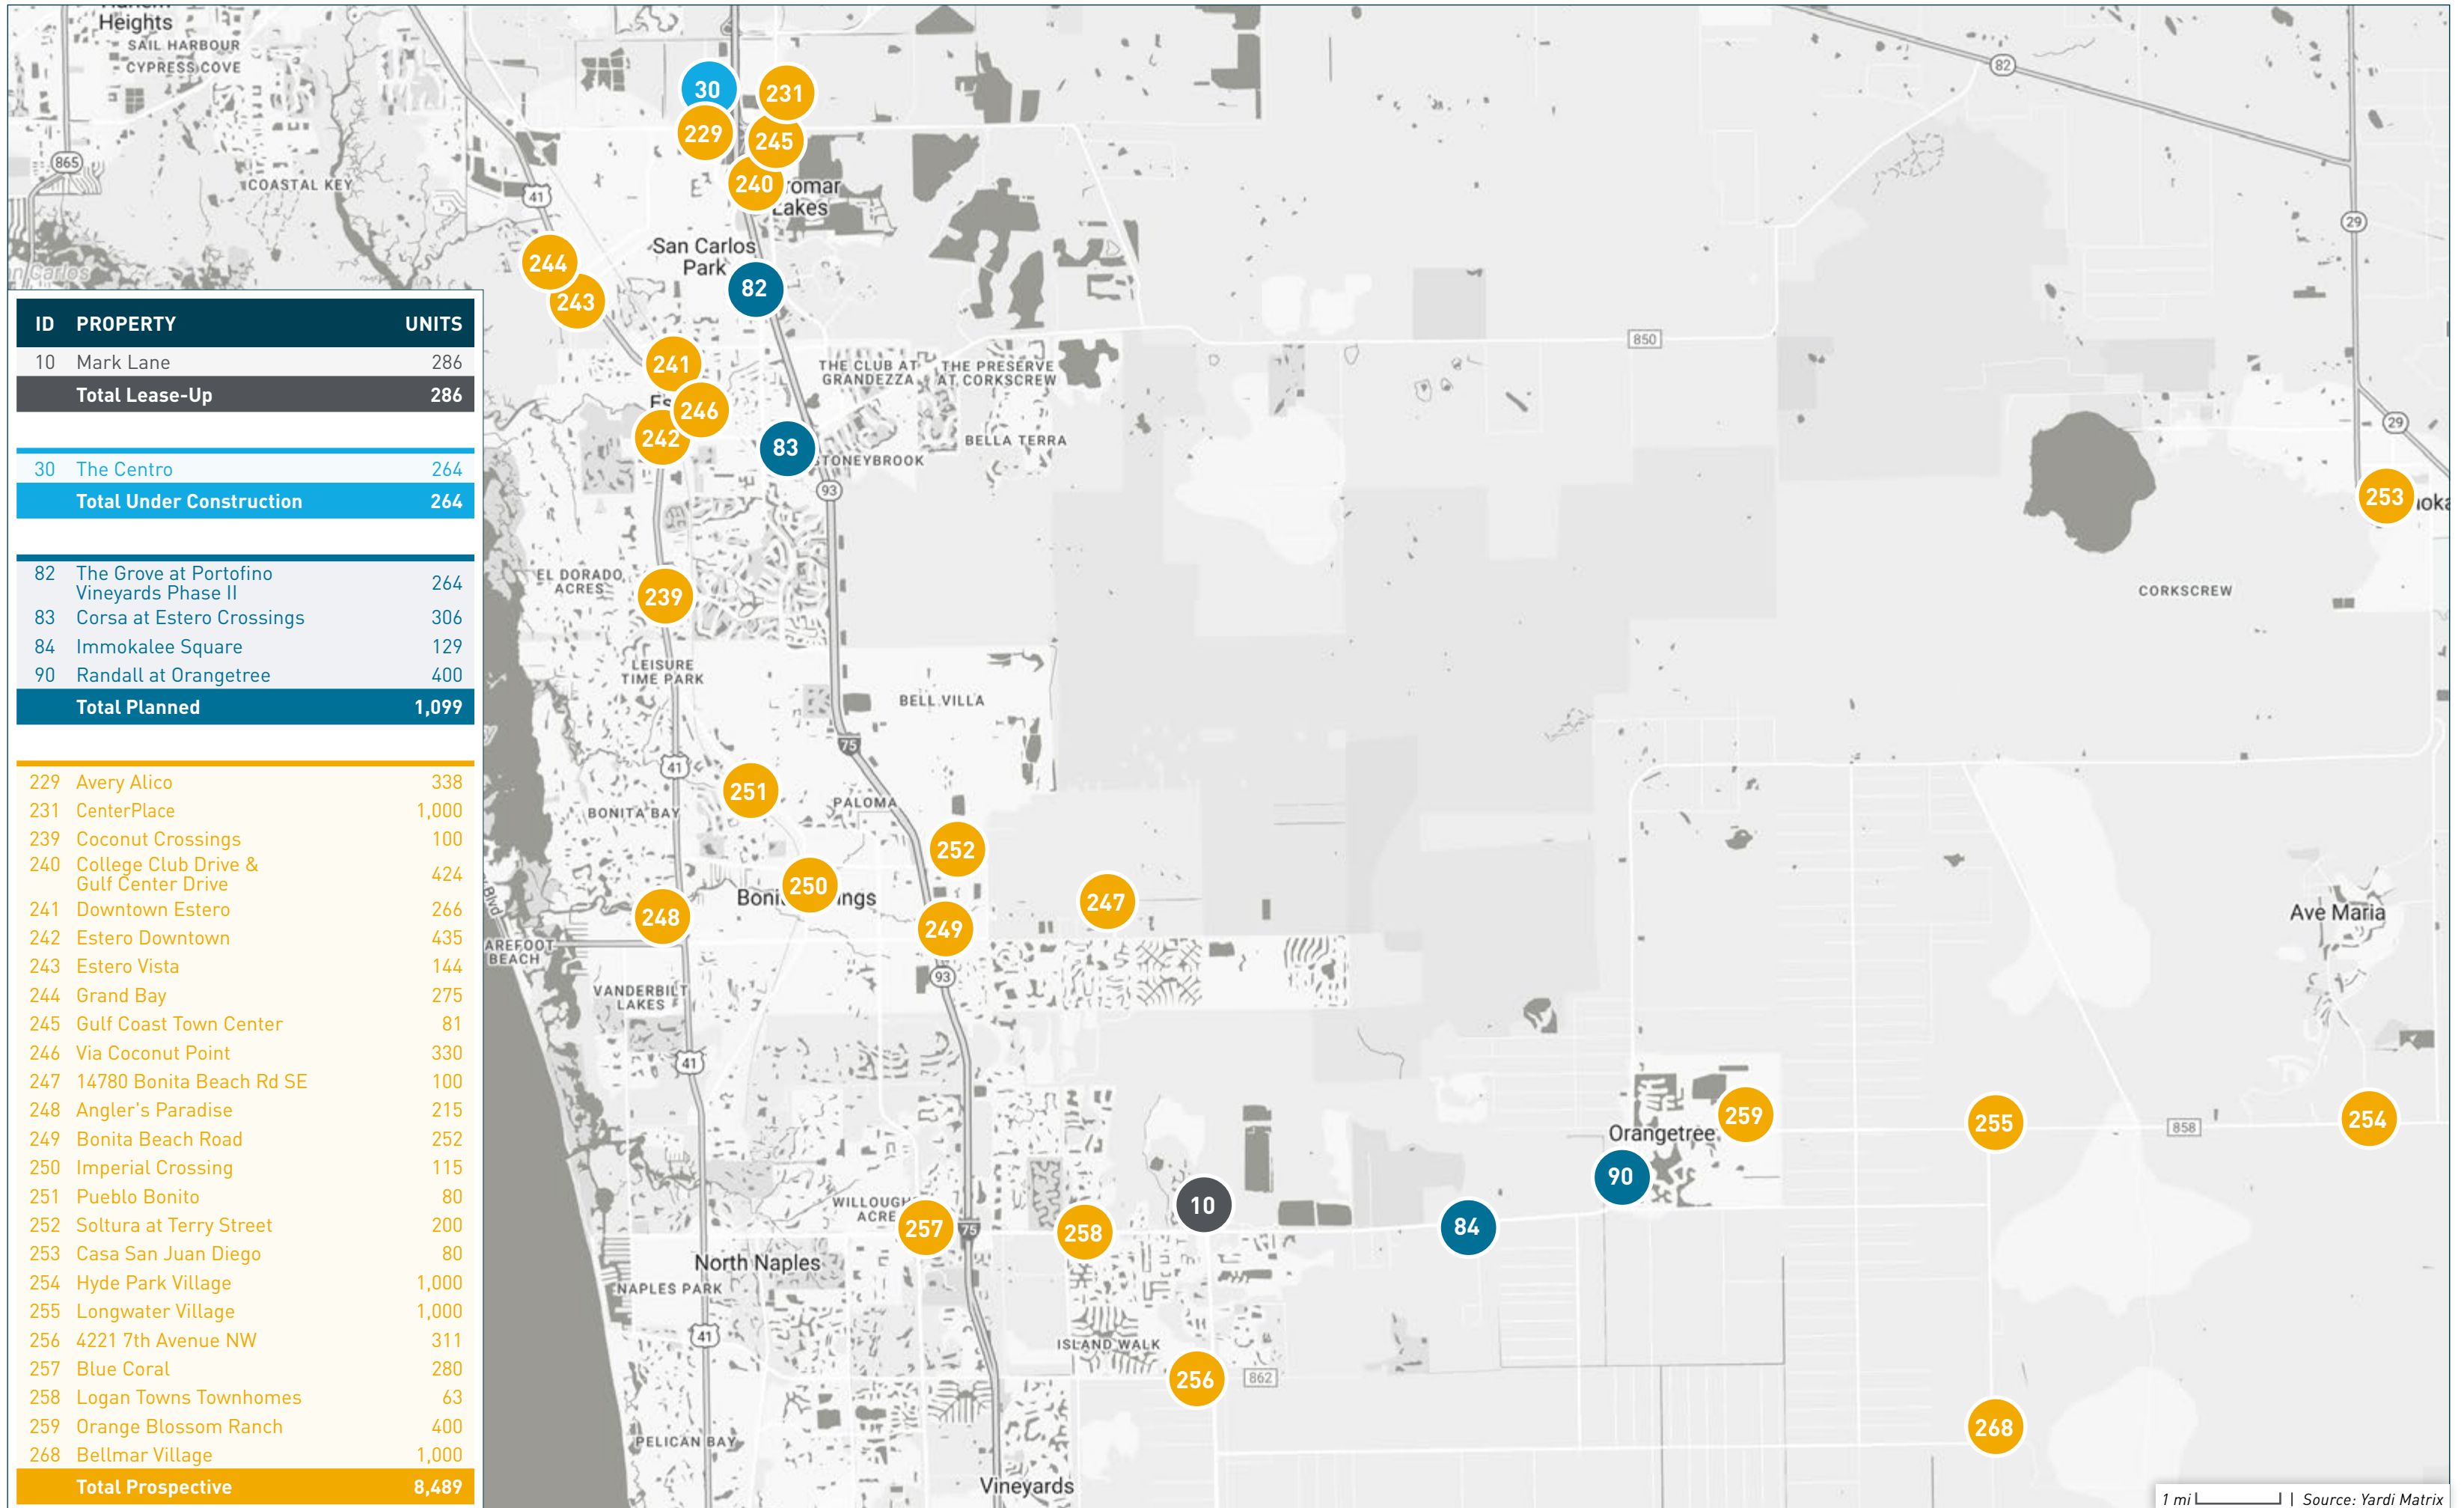 Heights
SAIL HARBOUR
CYPRESS COVE
865
COASTAL KEY
41
30
231
229
245
240
Lakes
San Carlos
Park
82
244
243
82
29
850
ID PROPERTY UNITS
10 Mark Lane 286
Total Lease-Up 286
30 The Centro 264
Total Under Construction 264
82 The Grove at Portofino
Vineyards Phase II 264
83 Corsa at Estero Crossings 306
84 Immokalee Square 129
90 Randall at Orangetree 400
Total Planned 1,099
229 Avery Alico 338
231 CenterPlace 1,000
239 Coconut Crossings 100
240 College Club Drive &
Gulf Center Drive 424
241 Downtown Estero 266
242 Estero Downtown 435
243 Estero Vista 144
244 Grand Bay 275
245 Gulf Coast Town Center 81
246 Via Coconut Point 330
247 14780 Bonita Beach Rd SE 100
248 Angler's Paradise 215
249 Bonita Beach Road 252
250 Imperial Crossing 115
251 Pueblo Bonito 80
252 Soltura at Terry Street 200
253 Casa San Juan Diego 80
254 Hyde Park Village 1,000
255 Longwater Village 1,000
256 4221 7th Avenue NW 311
257 Blue Coral 280
258 Logan Towns Townhomes 63
259 Orange Blossom Ranch 400
268 Bellmar Village 1,000
Total Prospective 8,489
241
THE CLUB AT
GRANDEZZA
THE PRESERVE
AT CORKSCREW
246
242
83
BELLA TERRA
STONEYBROOK
93
29
253
CORKSCREW
EL DORADO
ACRES
239
LEISURE
TIME PARK
BELL VILLA
75
41
251
BONITA BAY
PALOMA
252
250
247
248
249
Blvd
AREFOOT
BEACH
93
VANDERBILT
LAKES
41
Ave Maria
259
Orangetree
255
858
254
90
10
84
257
75
258
North Naples
NAPLES PARK
41
ISLAND WALK
256
862
268
PELICAN BAY
Vineyards
1 mi | Source: Yardi Matrix